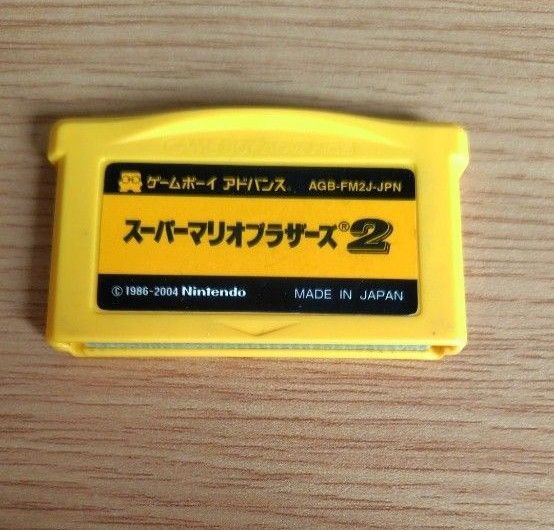 ゲームボーイ アドバンス AGB-FM2J-JPN
スーパーマリオブラザーズ®2
© 1986-2004 Nintendo MADE IN JAPAN